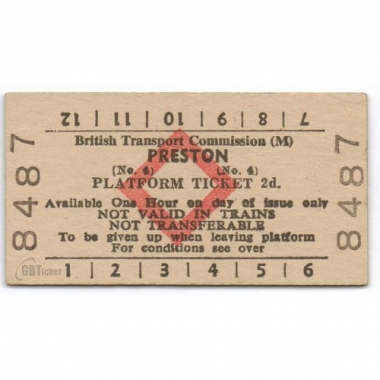 12 | 11 | 10 | 9 | 8 | 7
British Transport Commission (M)
PRESTON
(No. 4) (No. 4)
PLATFORM TICKET 2d.
Available One Hour on day of issue only
NOT VALID IN TRAINS
NOT TRANSFERABLE
To be given up when leaving platform
For conditions see over
1 | 2 | 3 | 4 | 5 | 6
8487
8487
GBTicket